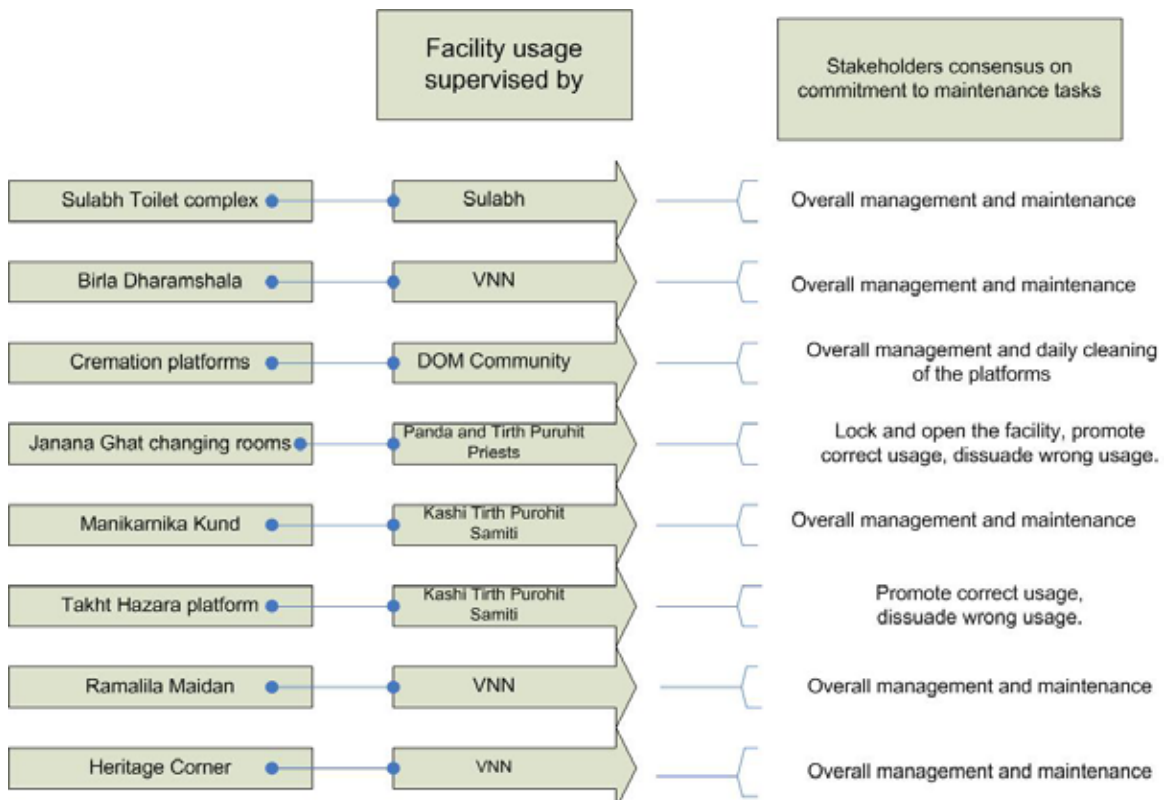 Facility usage
supervised by
Stakeholders consensus on
commitment to maintenance tasks
Sulabh Toilet complex
Sulabh
Overall management and maintenance
Birla Dharamshala
VNN
Overall management and maintenance
Cremation platforms
DOM Community
Overall management and daily cleaning
of the platforms
Janana Ghat changing rooms
Panda and Tirth Puruhit
Priests
Lock and open the facility, promote
correct usage, dissuade wrong usage.
Manikarnika Kund
Kashi Tirth Purohit
Samiti
Overall management and maintenance
Takht Hazara platform
Kashi Tirth Purohit
Samiti
Promote correct usage,
dissuade wrong usage.
Ramalila Maidan
VNN
Overall management and maintenance
Heritage Corner
VNN
Overall management and maintenance